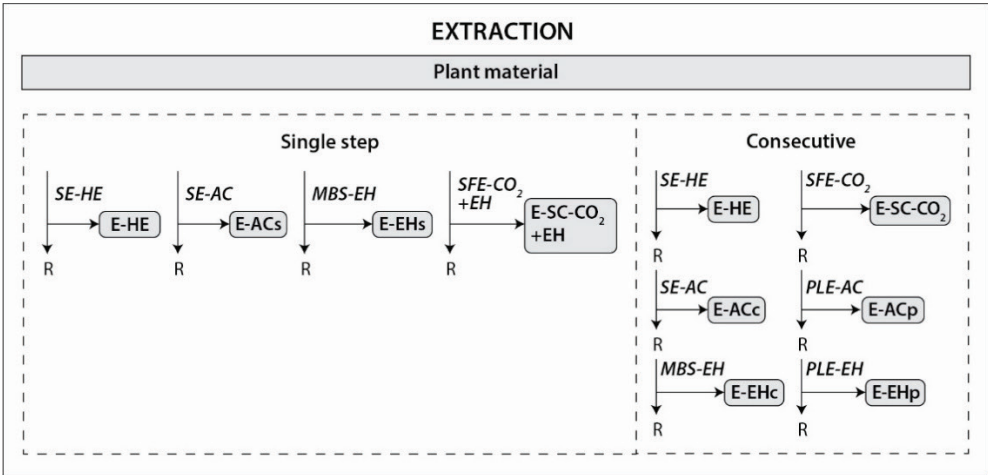 EXTRACTION
Plant material
Single step
SE-HE
E-HE
R
SE-AC
E-ACs
R
MBS-EH
E-EHs
R
SFE-CO₂
+EH
E-SC-CO₂
+EH
R
Consecutive
SE-HE
E-HE
R
SFE-CO₂
E-SC-CO₂
R
SE-AC
E-ACc
R
PLE-AC
E-ACp
R
MBS-EH
E-EHc
R
PLE-EH
E-EHp
R